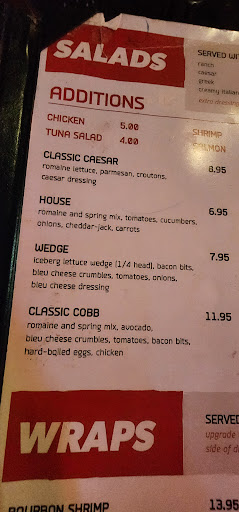 SALADS
SERVED WI
ranch
caesar
greek
creamy italian
extra dressing
ADDITIONS
CHICKEN 5.00 SHRIMP
TUNA SALAD 4.00 SALMON
CLASSIC CAESAR 8.95
romaine lettuce, parmesan, croutons,
caesar dressing
HOUSE 6.95
romaine and spring mix, tomatoes, cucumbers,
onions, cheddar-jack, carrots
WEDGE 7.95
iceberg lettuce wedge (1/4 head), bacon bits,
bleu cheese crumbles, tomatoes, onions,
bleu cheese dressing
CLASSIC COBB 11.95
romaine and spring mix, avocado,
bleu cheese crumbles, tomatoes, bacon bits,
hard-boiled eggs, chicken
WRAPS
SERVED
upgrade
side of d
BOURBON SHRIMP 13.95